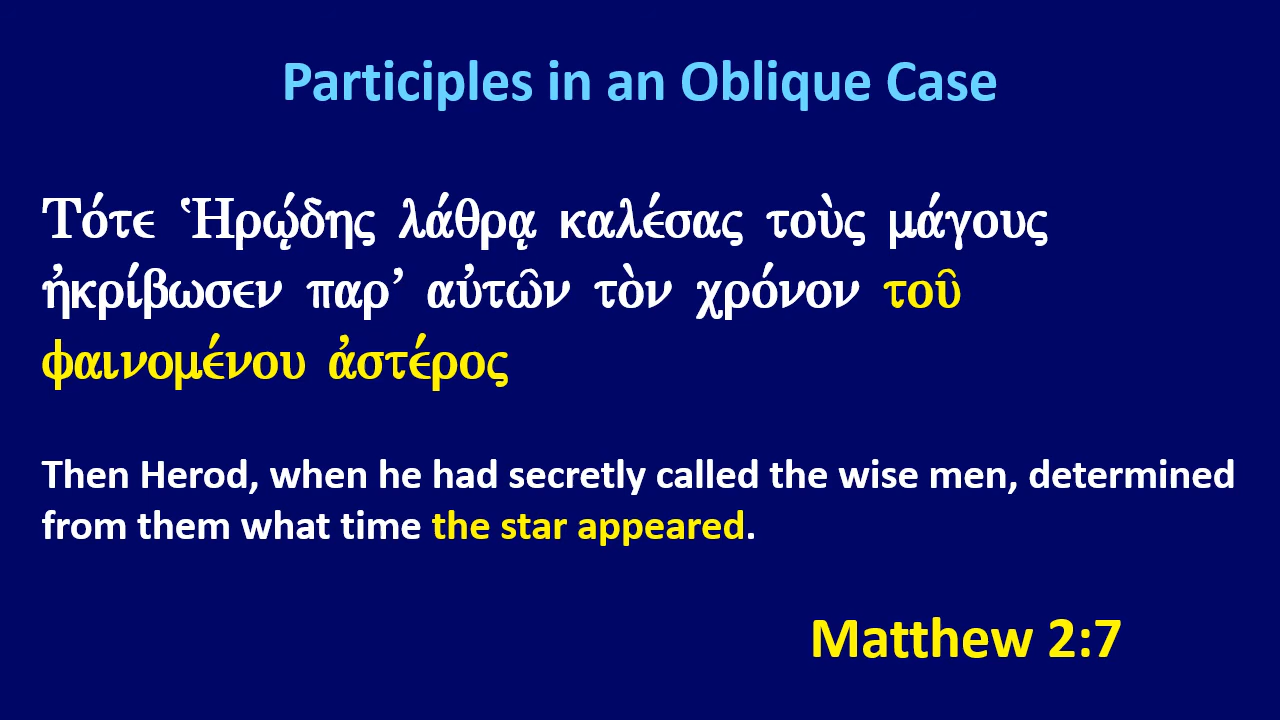 Participles in an Oblique Case
Τότε Ἡρῴδης λάθρᾳ καλέσας τοὺς μάγους
ἠκρίβωσεν παρ’ αὐτῶν τὸν χρόνον τοῦ
φαινομένου ἀστέρος
Then Herod, when he had secretly called the wise men, determined
from them what time the star appeared.
Matthew 2:7